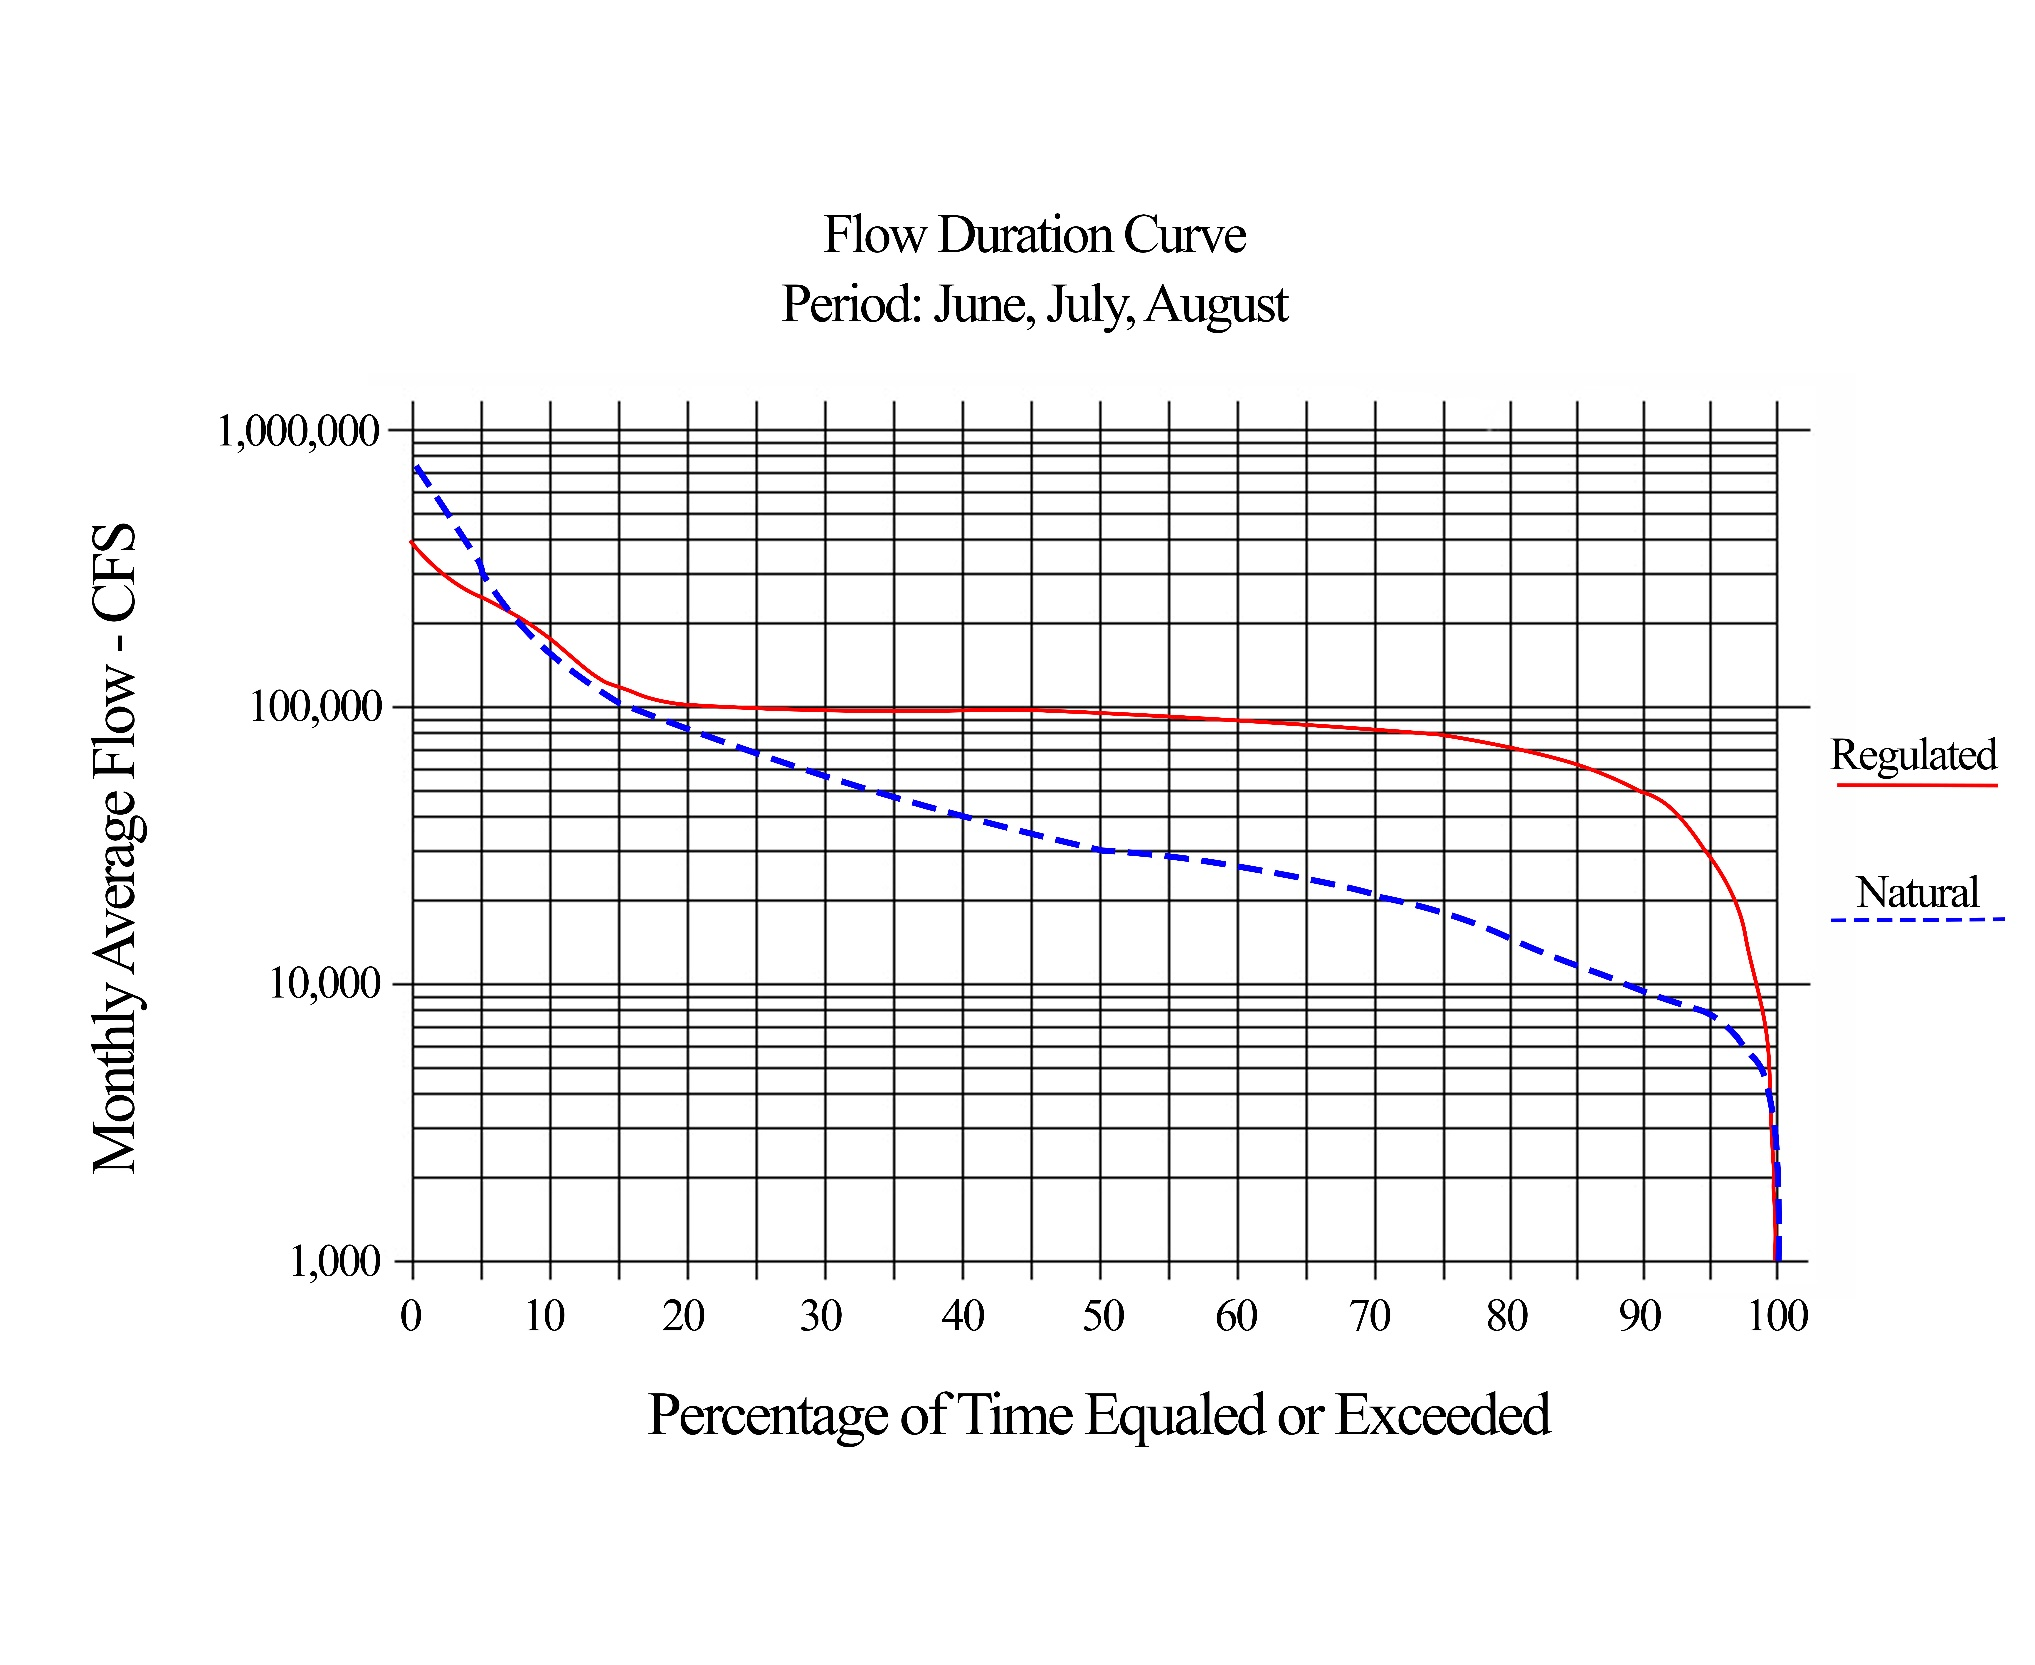 Flow Duration Curve
Period: June, July, August
Monthly Average Flow - CFS
1,000,000
100,000
10,000
1,000
0 10 20 30 40 50 60 70 80 90 100
Percentage of Time Equaled or Exceeded
Regulated
Natural